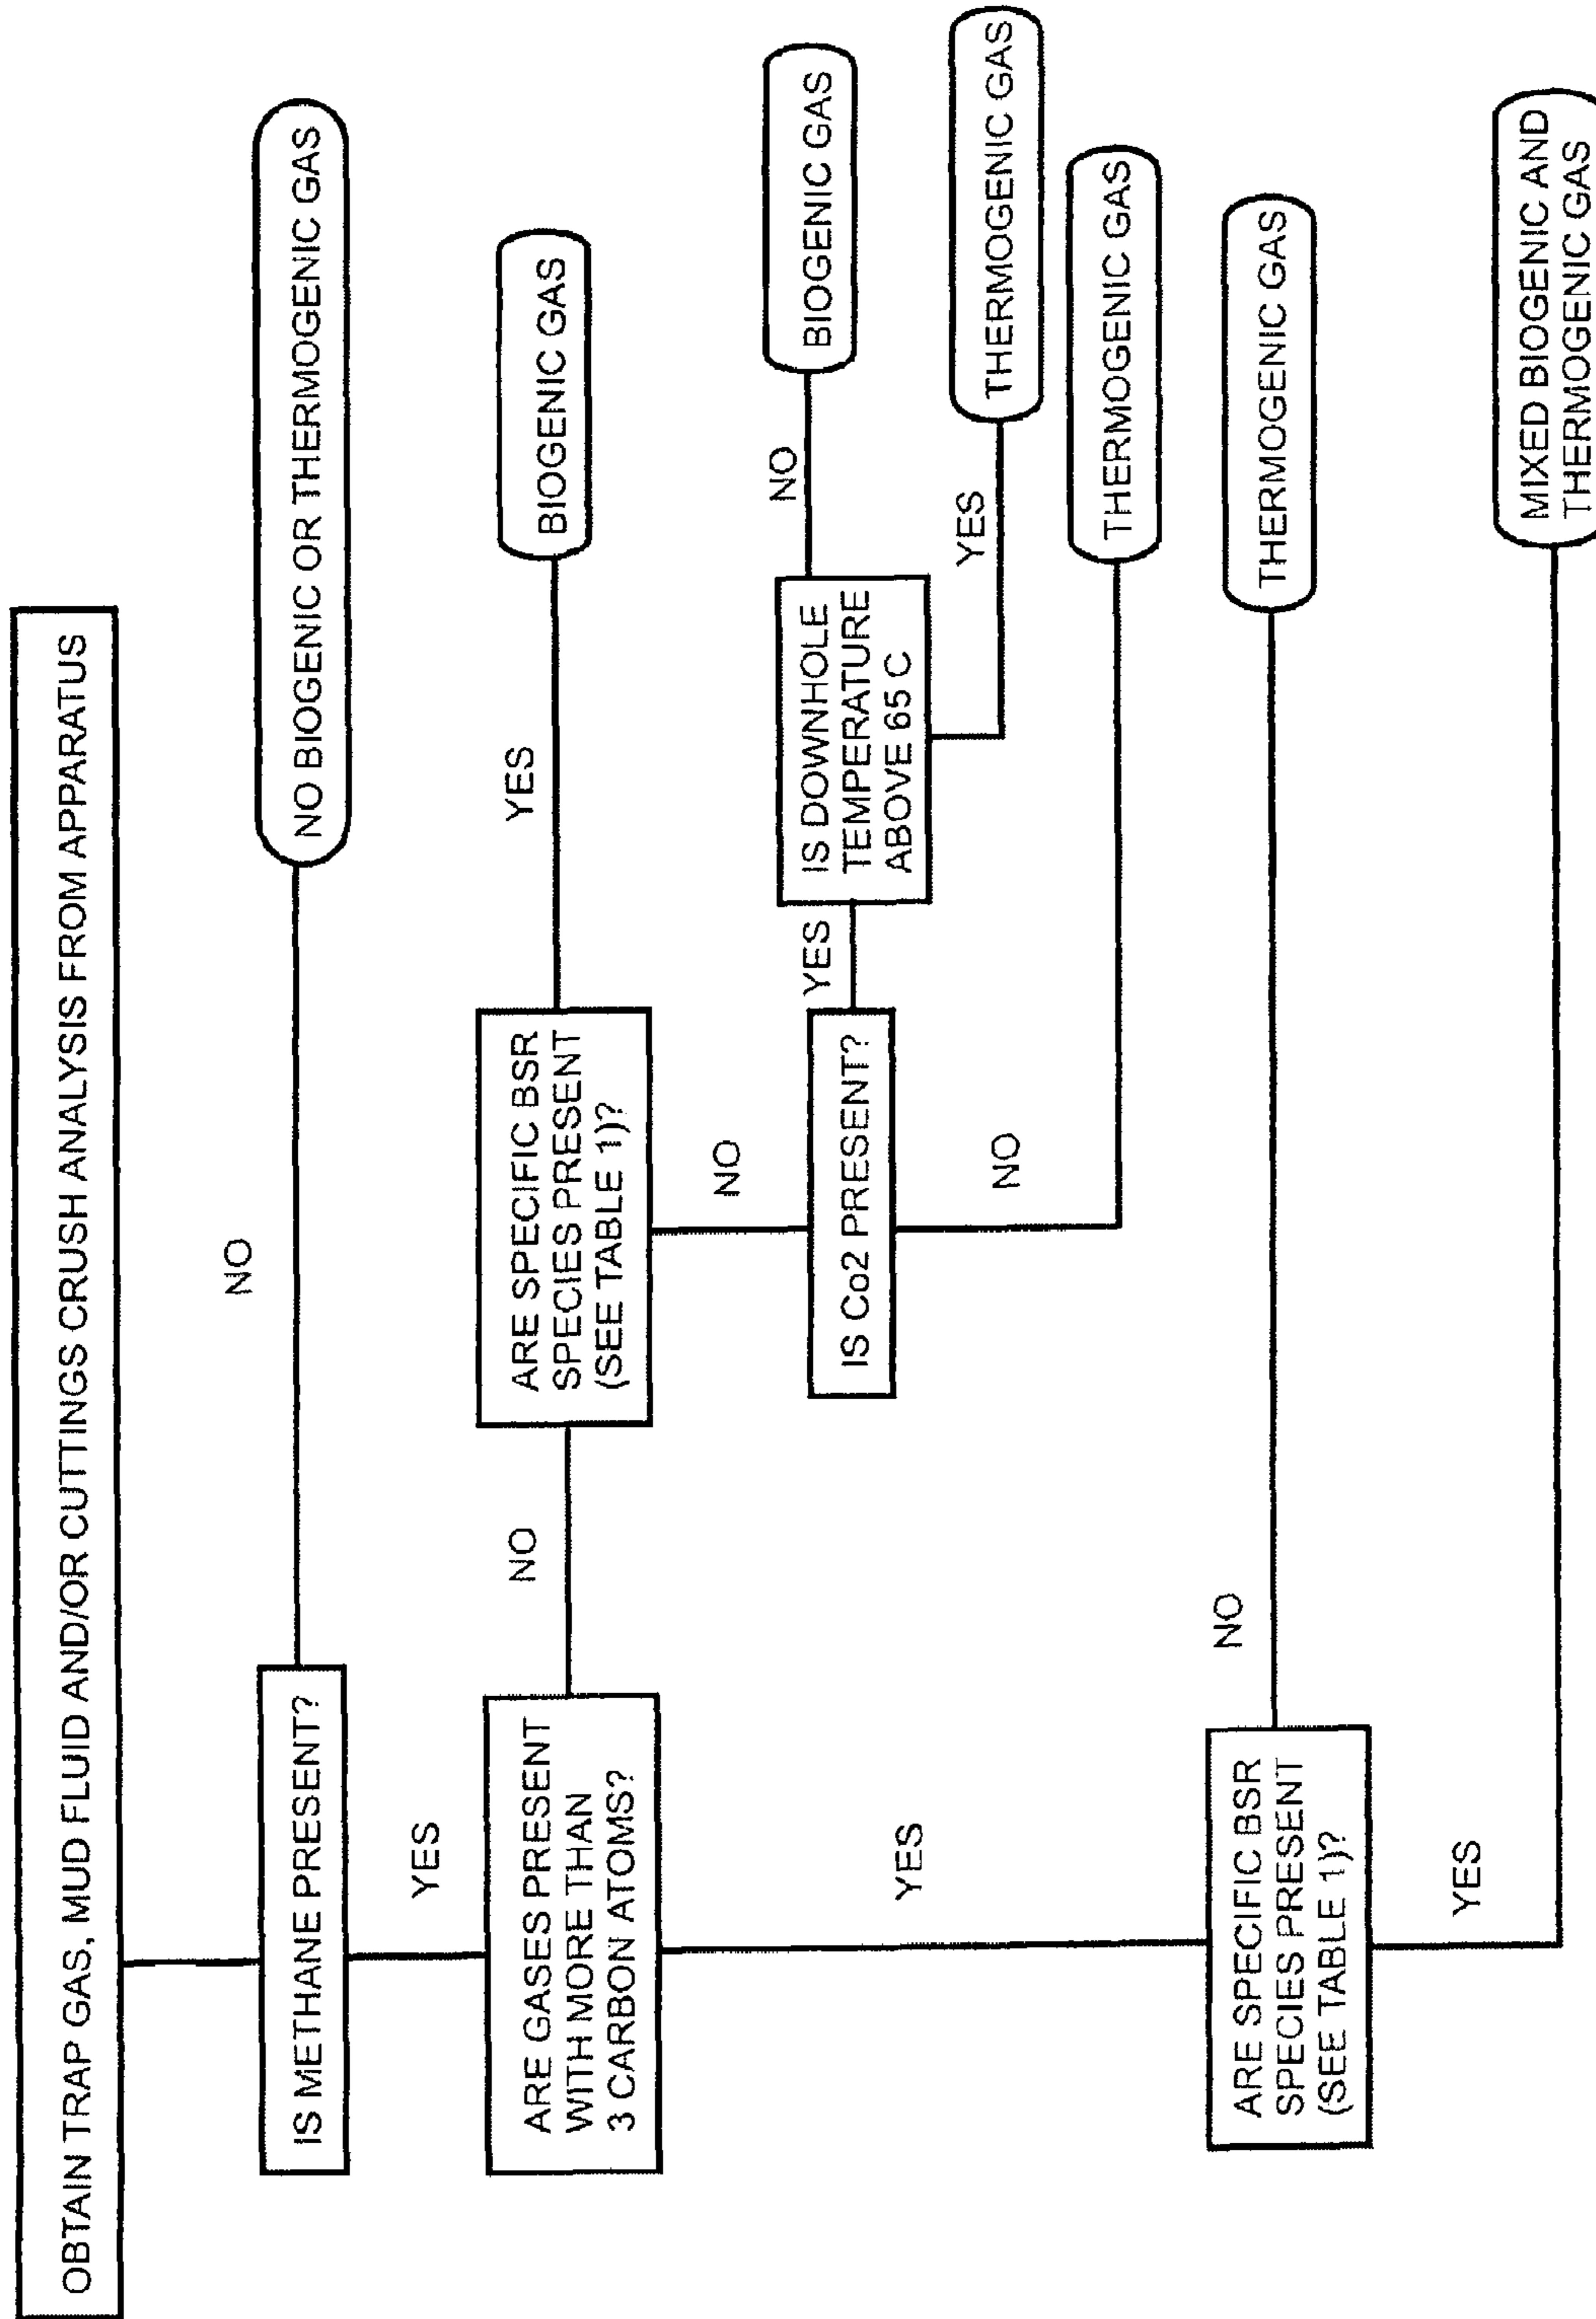 OBTAIN TRAP GAS, MUD FLUID AND/OR CUTTINGS CRUSH ANALYSIS FROM APPARATUS
IS METHANE PRESENT?
NO
NO BIOGENIC OR THERMOGENIC GAS
YES
ARE GASES PRESENT
WITH MORE THAN
3 CARBON ATOMS?
NO
ARE SPECIFIC BSR
SPECIES PRESENT
(SEE TABLE 1)?
YES
BIOGENIC GAS
NO
IS Co2 PRESENT?
YES
IS DOWNHOLE
TEMPERATURE
ABOVE 65 C
NO
BIOGENIC GAS
YES
THERMOGENIC GAS
NO
THERMOGENIC GAS
YES
ARE SPECIFIC BSR
SPECIES PRESENT
(SEE TABLE 1)?
NO
THERMOGENIC GAS
YES
MIXED BIOGENIC AND
THERMOGENIC GAS